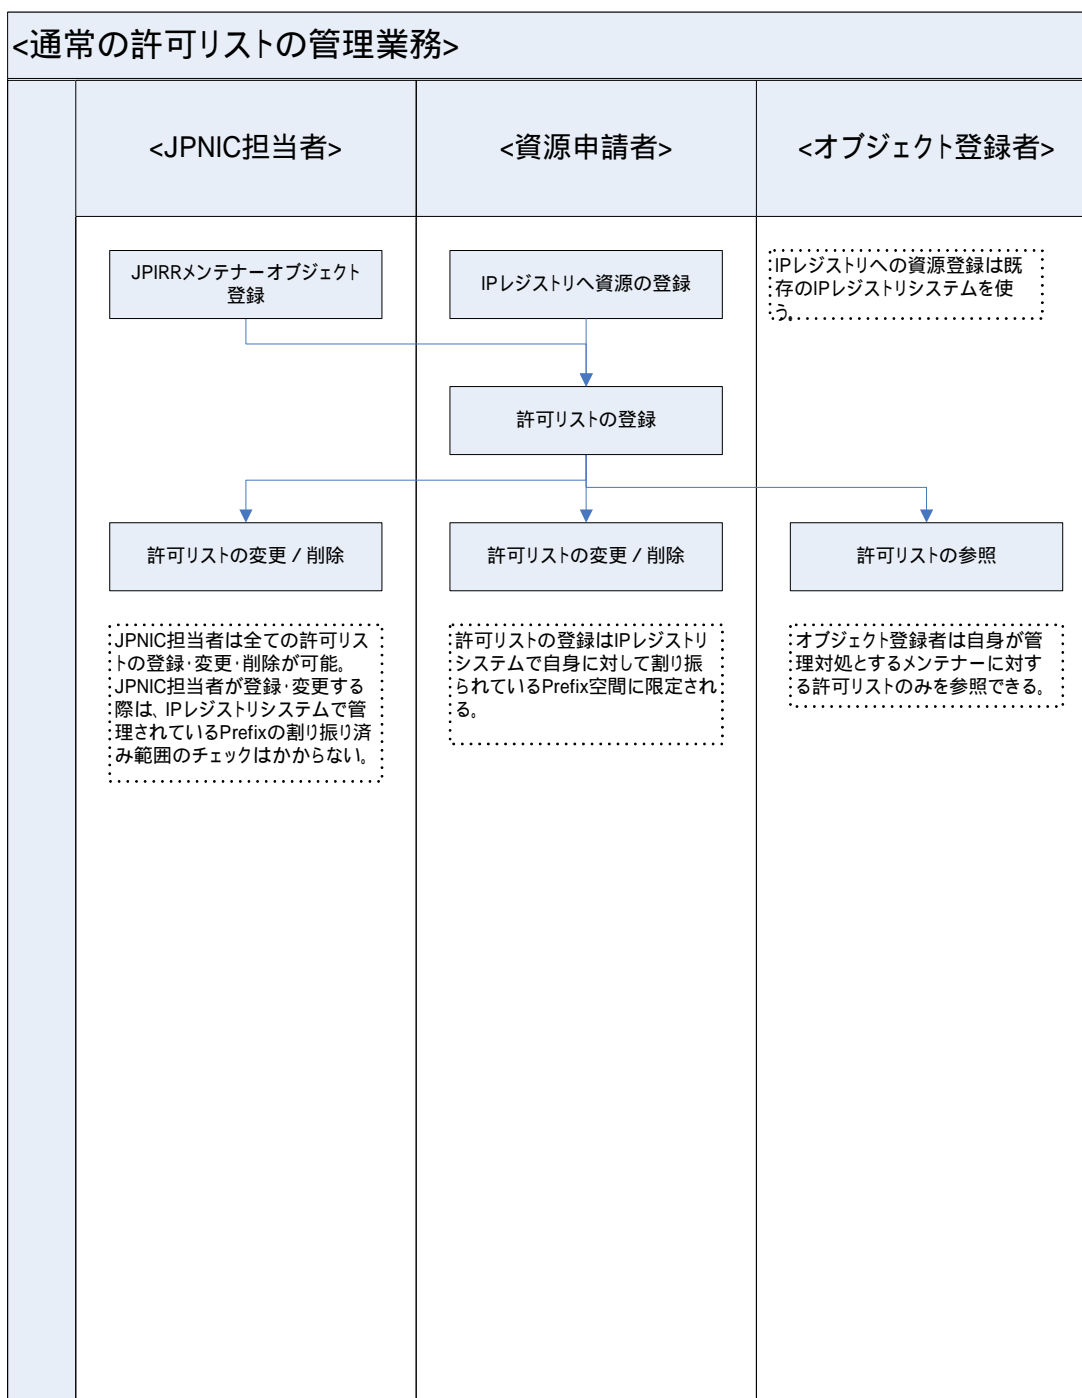 <通常の許可リストの管理業務>
<JPNIC担当者>
<資源申請者>
<オブジェクト登録者>
JPIRRメンテナーオブジェクト
登録
IPレジストリへ資源の登録
IPレジストリへの資源登録は既
存のIPレジストリシステムを使
う。
許可リストの登録
許可リストの変更/削除
許可リストの変更/削除
許可リストの参照
JPNIC担当者は全ての許可リス
トの登録・変更・削除が可能。
JPNIC担当者が登録・変更する
際は、IPレジストリシステムで管
理されているPrefixの割り振り済
み範囲のチェックはかからない。
許可リストの登録はIPレジストリ
システムで自身に対して割り振
られているPrefix空間に限定され
る。
オブジェクト登録者は自身が管
理対処とするメンテナーに対す
る許可リストのみを参照できる。